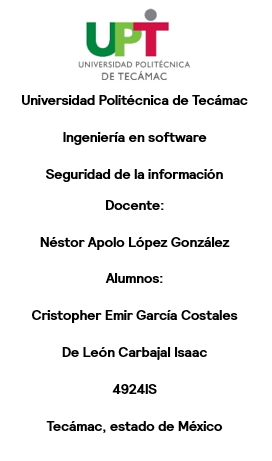 UPT
UNIVERSIDAD POLITÉCNICA
DE TECÁMAC
Universidad Politécnica de Tecámac
Ingeniería en software
Seguridad de la información
Docente:
Néstor Apolo López González
Alumnos:
Cristopher Emir García Costales
De León Carbajal Isaac
4924IS
Tecámac, estado de México